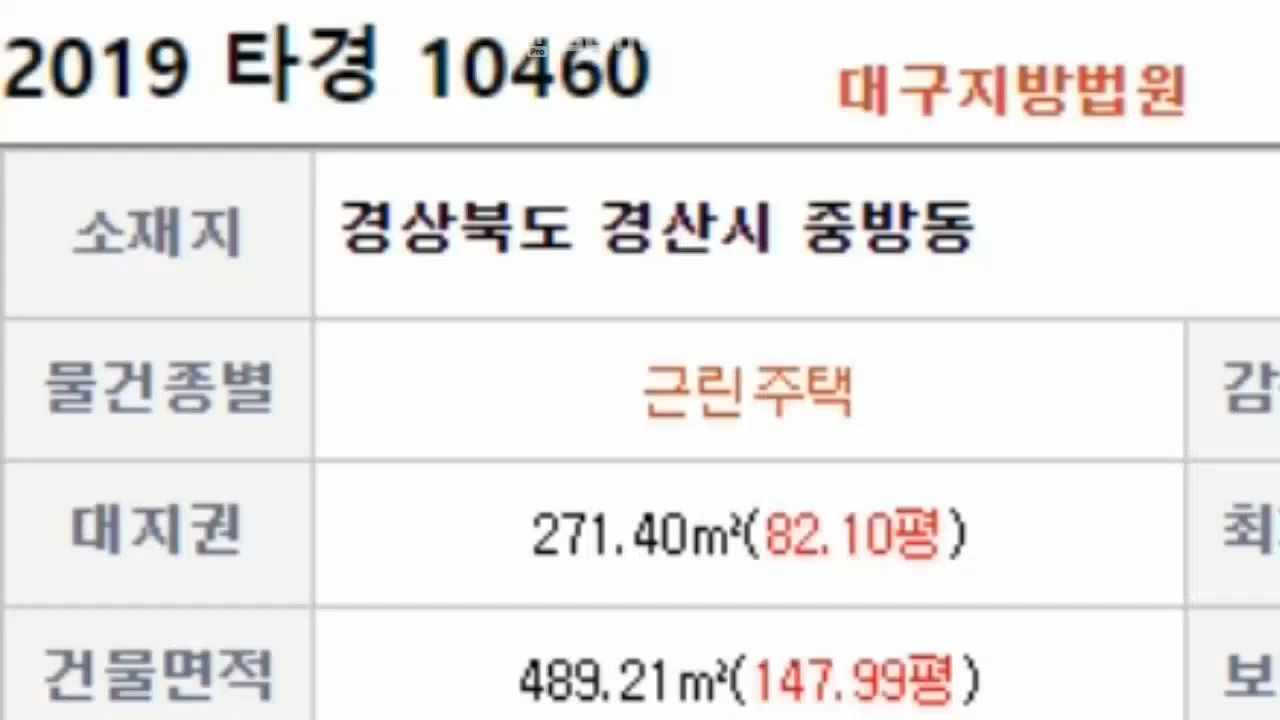 2019 타경 10460 대구지방법원
소재지 경상북도 경산시 중방동
물건종별 근린주택
대지권 271.40㎡(82.10평)
건물면적 489.21㎡(147.99평)
보